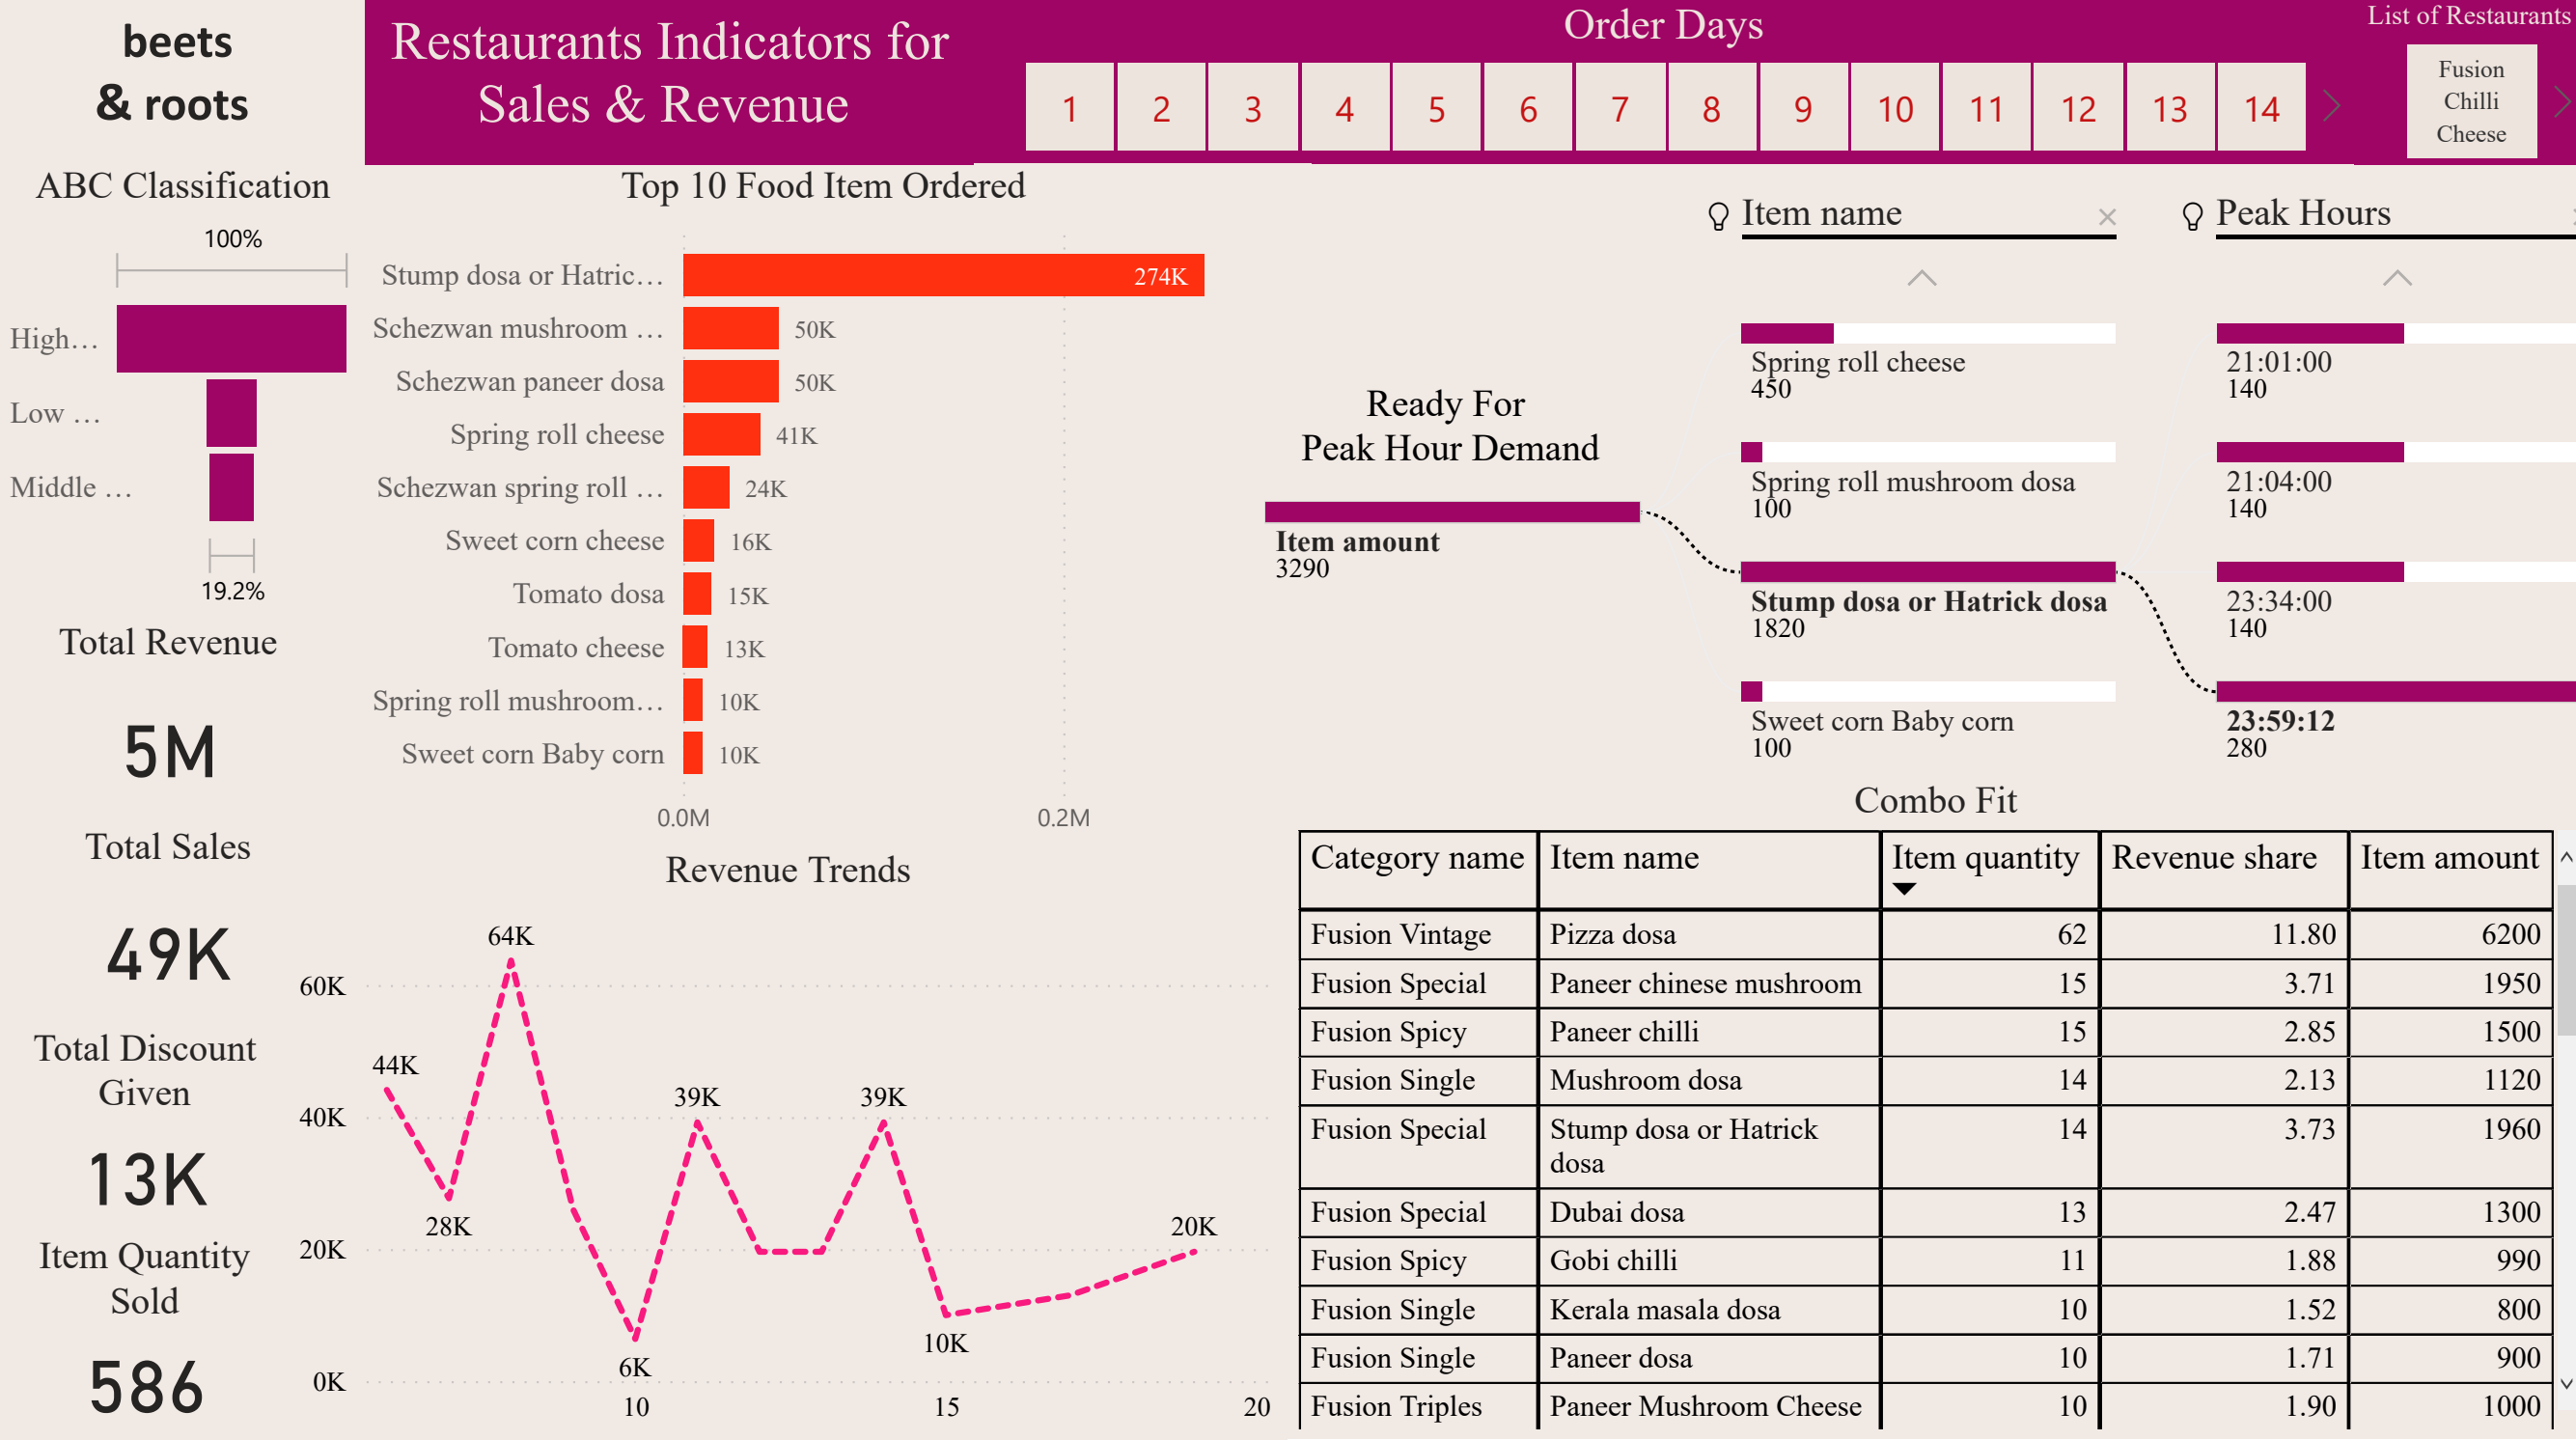 beets
& roots
Restaurants Indicators for
Sales & Revenue
Order Days
1 2 3 4 5 6 7 8 9 10 11 12 13 14
List of Restaurants
Fusion
Chilli
Cheese
ABC Classification
100%
High…
Low …
Middle …
19.2%
Total Revenue
5M
Total Sales
49K
Total Discount
Given
13K
Item Quantity
Sold
586
Top 10 Food Item Ordered
Stump dosa or Hatric… 274K
Schezwan mushroom … 50K
Schezwan paneer dosa 50K
Spring roll cheese 41K
Schezwan spring roll … 24K
Sweet corn cheese 16K
Tomato dosa 15K
Tomato cheese 13K
Spring roll mushroom… 10K
Sweet corn Baby corn 10K
0.0M 0.2M
Revenue Trends
60K
40K
20K
0K
44K
28K
64K
6K
39K
39K
10K
20K
10 15 20
Ready For
Peak Hour Demand
Item amount
3290
Item name
Spring roll cheese
450
Spring roll mushroom dosa
100
Stump dosa or Hatrick dosa
1820
Sweet corn Baby corn
100
Peak Hours
21:01:00
140
21:04:00
140
23:34:00
140
23:59:12
280
Combo Fit
Category name Item name Item quantity Revenue share Item amount
Fusion Vintage Pizza dosa 62 11.80 6200
Fusion Special Paneer chinese mushroom 15 3.71 1950
Fusion Spicy Paneer chilli 15 2.85 1500
Fusion Single Mushroom dosa 14 2.13 1120
Fusion Special Stump dosa or Hatrick 14 3.73 1960
dosa
Fusion Special Dubai dosa 13 2.47 1300
Fusion Spicy Gobi chilli 11 1.88 990
Fusion Single Kerala masala dosa 10 1.52 800
Fusion Single Paneer dosa 10 1.71 900
Fusion Triples Paneer Mushroom Cheese 10 1.90 1000